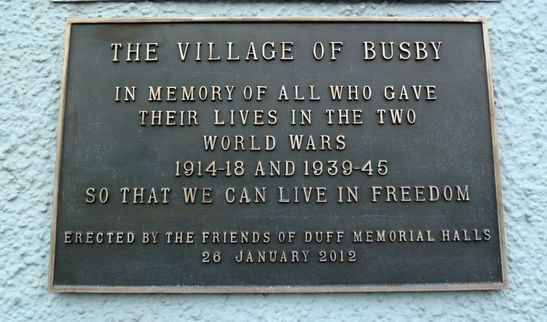 THE VILLAGE OF BUSBY
IN MEMORY OF ALL WHO GAVE
THEIR LIVES IN THE TWO
WORLD WARS
1914-18 AND 1939-45
SO THAT WE CAN LIVE IN FREEDOM
ERECTED BY THE FRIENDS OF DUFF MEMORIAL HALLS
26 JANUARY 2012